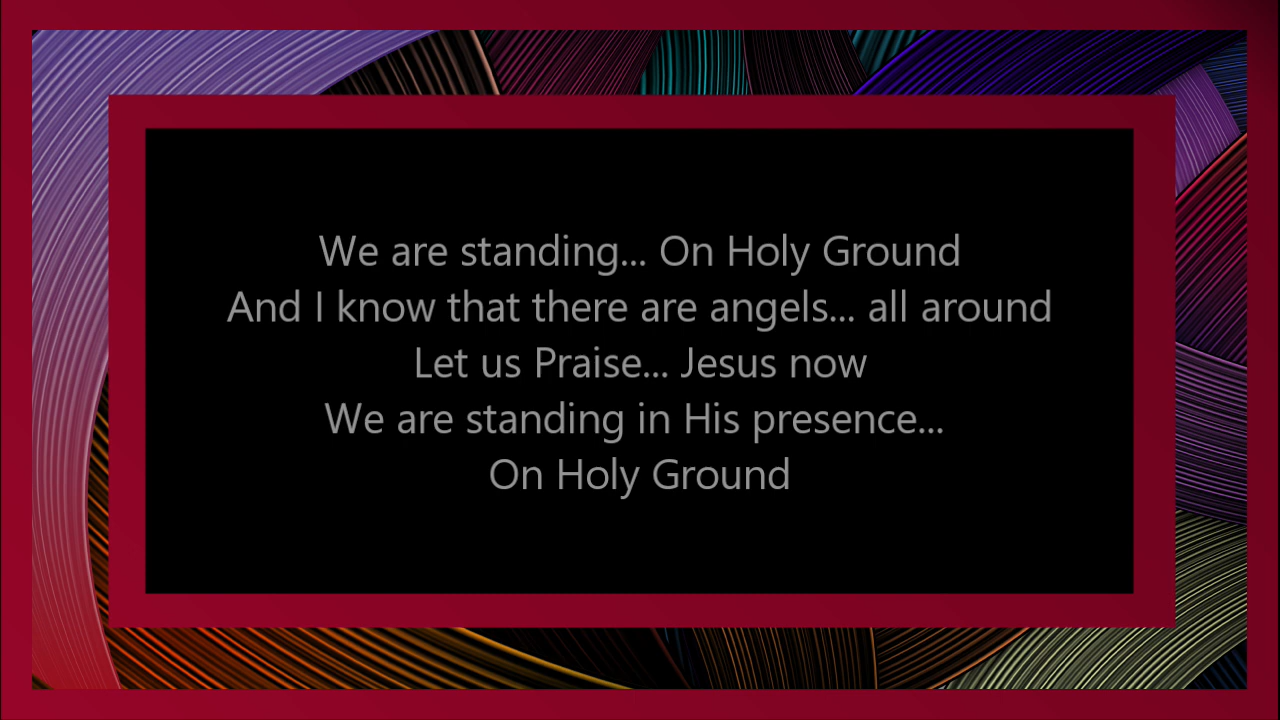 We are standing... On Holy Ground
And I know that there are angels... all around
Let us Praise... Jesus now
We are standing in His presence...
On Holy Ground